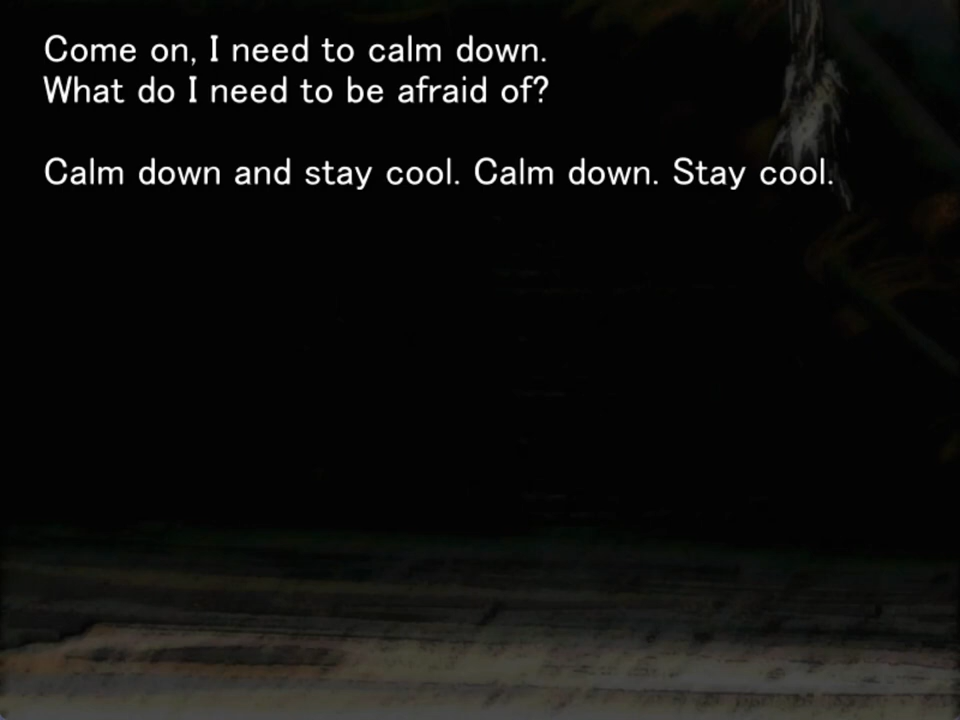 Come on, I need to calm down.
What do I need to be afraid of?
Calm down and stay cool. Calm down. Stay cool.